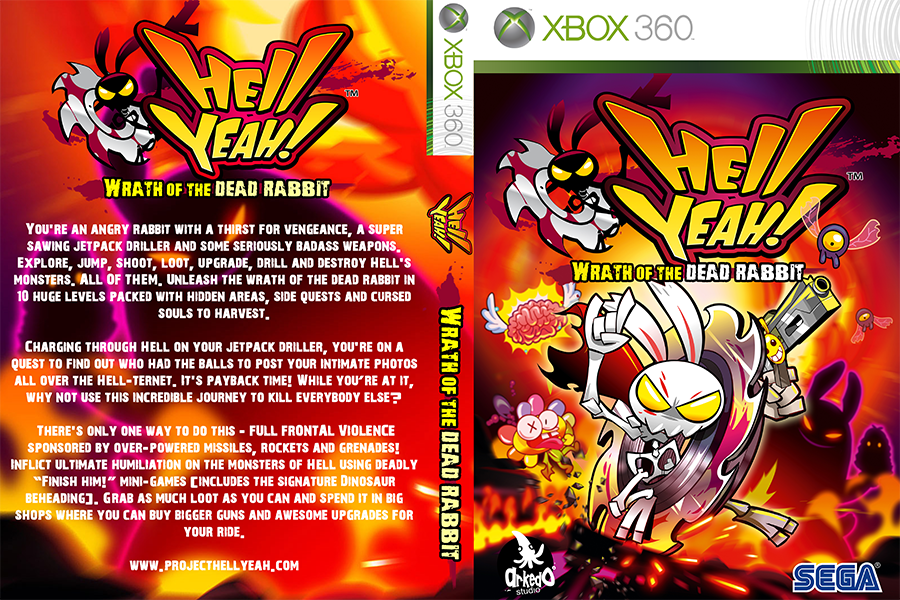 HELL
YEAH!
TM
WRATH OF THE DEAD RABBIT
YOU'RE AN ANGRY RABBIT WITH A THIRST FOR VENGEANCE, A SUPER
SAWING JETPACK DRILLER AND SOME SERIOUSLY BADASS WEAPONS.
EXPLORE, JUMP, SHOOT, LOOT, UPGRADE, DRILL AND DESTROY HELL'S
MONSTERS. ALL OF THEM. UNLEASH THE WRATH OF THE DEAD RABBIT IN
10 HUGE LEVELS PACKED WITH HIDDEN AREAS, SIDE QUESTS AND CURSED
SOULS TO HARVEST.
CHARGING THROUGH HELL ON YOUR JETPACK DRILLER, YOU'RE ON A
QUEST TO FIND OUT WHO HAD THE BALLS TO POST YOUR INTIMATE PHOTOS
ALL OVER THE HELL-TERNET. IT'S PAYBACK TIME! WHILE YOU'RE AT IT,
WHY NOT USE THIS INCREDIBLE JOURNEY TO KILL EVERYBODY ELSE?
THERE'S ONLY ONE WAY TO DO THIS - FULL FRONTAL VIOLENCE
SPONSORED BY OVER-POWERED MISSILES, ROCKETS AND GRENADES!
INFLICT ULTIMATE HUMILIATION ON THE MONSTERS OF HELL USING DEADLY
"FINISH HIM!" MINI-GAMES [INCLUDES THE SIGNATURE DINOSAUR
BEHEADING]. GRAB AS MUCH LOOT AS YOU CAN AND SPEND IT IN BIG
SHOPS WHERE YOU CAN BUY BIGGER GUNS AND AWESOME UPGRADES FOR
YOUR RIDE.
WWW.PROJECTHELLYEAH.COM
XBOX 360
HELL
YEAH!
WRATH OF THE DEAD RABBIT
XBOX 360
HELL
YEAH!
TM
WRATH OF THE DEAD RABBIT
arkedo
studio
SEGA